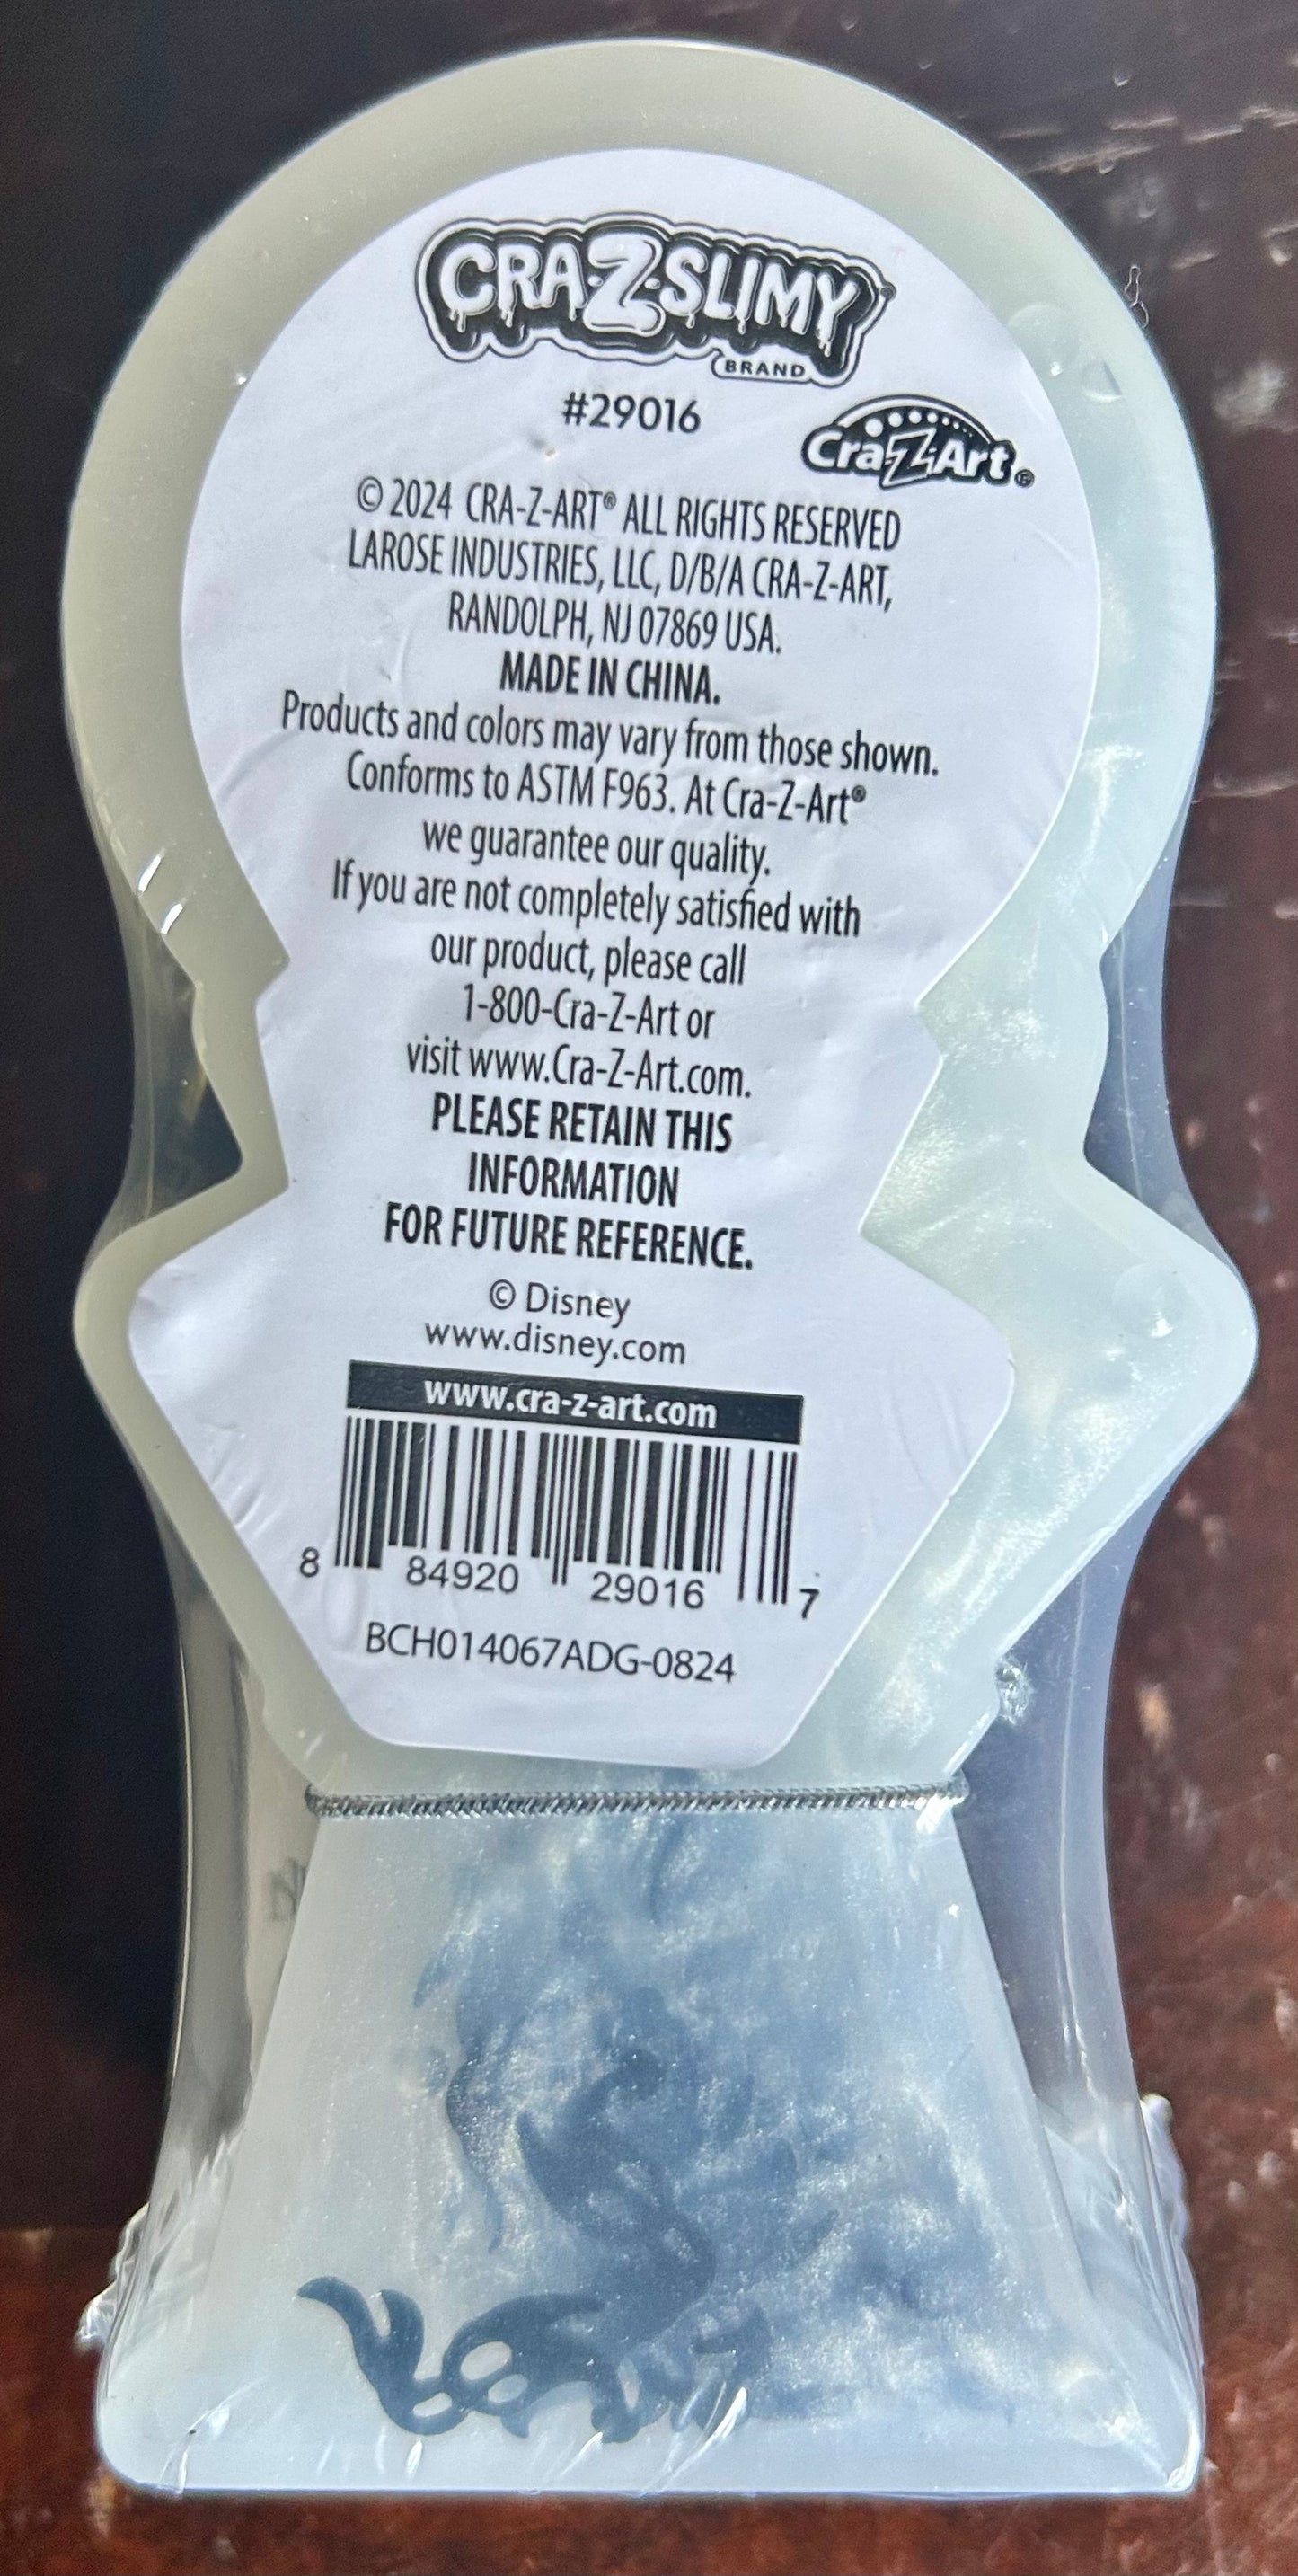 CRA·Z·SLIMY
BRAND
#29016
Cra-Z-Art®
© 2024 CRA-Z-ART® ALL RIGHTS RESERVED
LAROSE INDUSTRIES, LLC, D/B/A CRA-Z-ART,
RANDOLPH, NJ 07869 USA.
MADE IN CHINA.
Products and colors may vary from those shown.
Conforms to ASTM F963. At Cra-Z-Art®
we guarantee our quality.
If you are not completely satisfied with
our product, please call
1-800-Cra-Z-Art or
visit www.Cra-Z-Art.com.
PLEASE RETAIN THIS
INFORMATION
FOR FUTURE REFERENCE.
© Disney
www.disney.com
www.cra-z-art.com
8 84920 29016 7
BCH014067ADG-0824